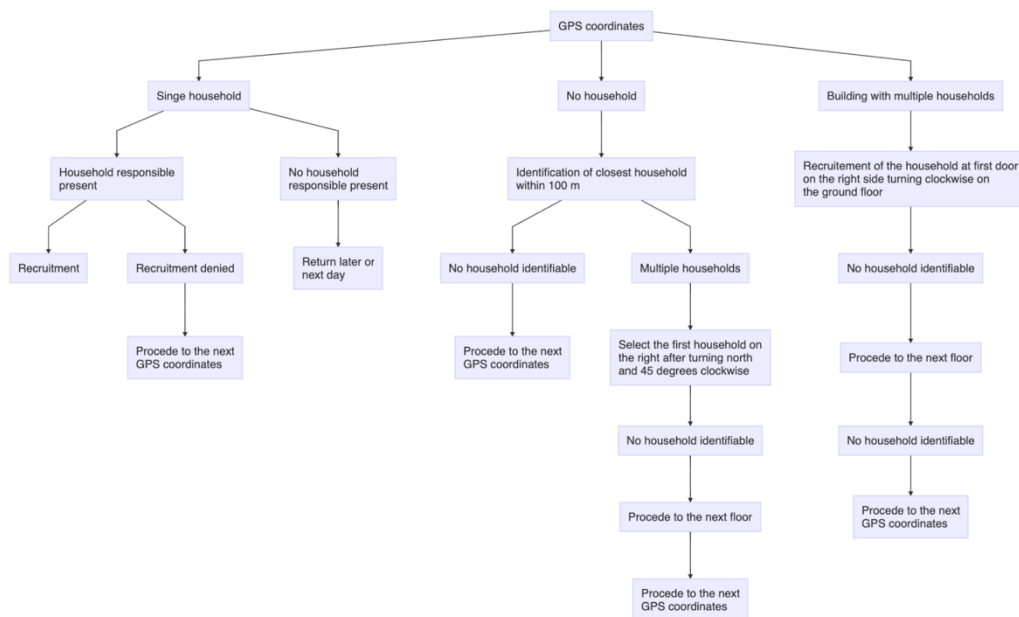 GPS coordinates
Singe household
No household
Building with multiple households
Household responsible
present
No household
responsible present
Identification of closest household
within 100 m
Recruitement of the household at first door
on the right side turning clockwise on
the ground floor
Recruitment
Recruitment denied
Return later or
next day
No household identifiable
Multiple households
No household identifiable
Procede to the next
GPS coordinates
Procede to the next
GPS coordinates
Select the first household on
the right after turning north
and 45 degrees clockwise
Procede to the next floor
No household identifiable
No household identifiable
Procede to the next floor
Procede to the next
GPS coordinates
Procede to the next
GPS coordinates